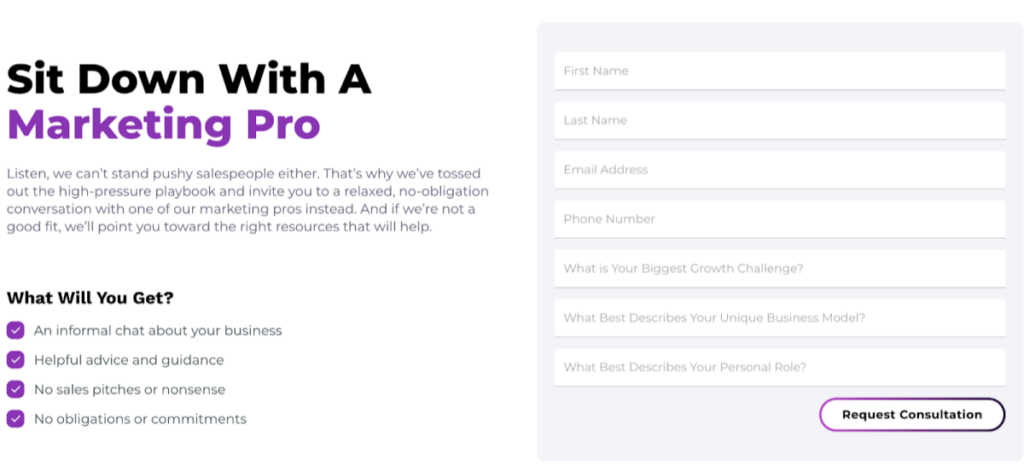 Sit Down With A
Marketing Pro
Listen, we can’t stand pushy salespeople either. That’s why we’ve tossed
out the high-pressure playbook and invite you to a relaxed, no-obligation
conversation with one of our marketing pros instead. And if we’re not a
good fit, we’ll point you toward the right resources that will help.
What Will You Get?
An informal chat about your business
Helpful advice and guidance
No sales pitches or nonsense
No obligations or commitments
First Name
Last Name
Email Address
Phone Number
What is Your Biggest Growth Challenge?
What Best Describes Your Unique Business Model?
What Best Describes Your Personal Role?
Request Consultation